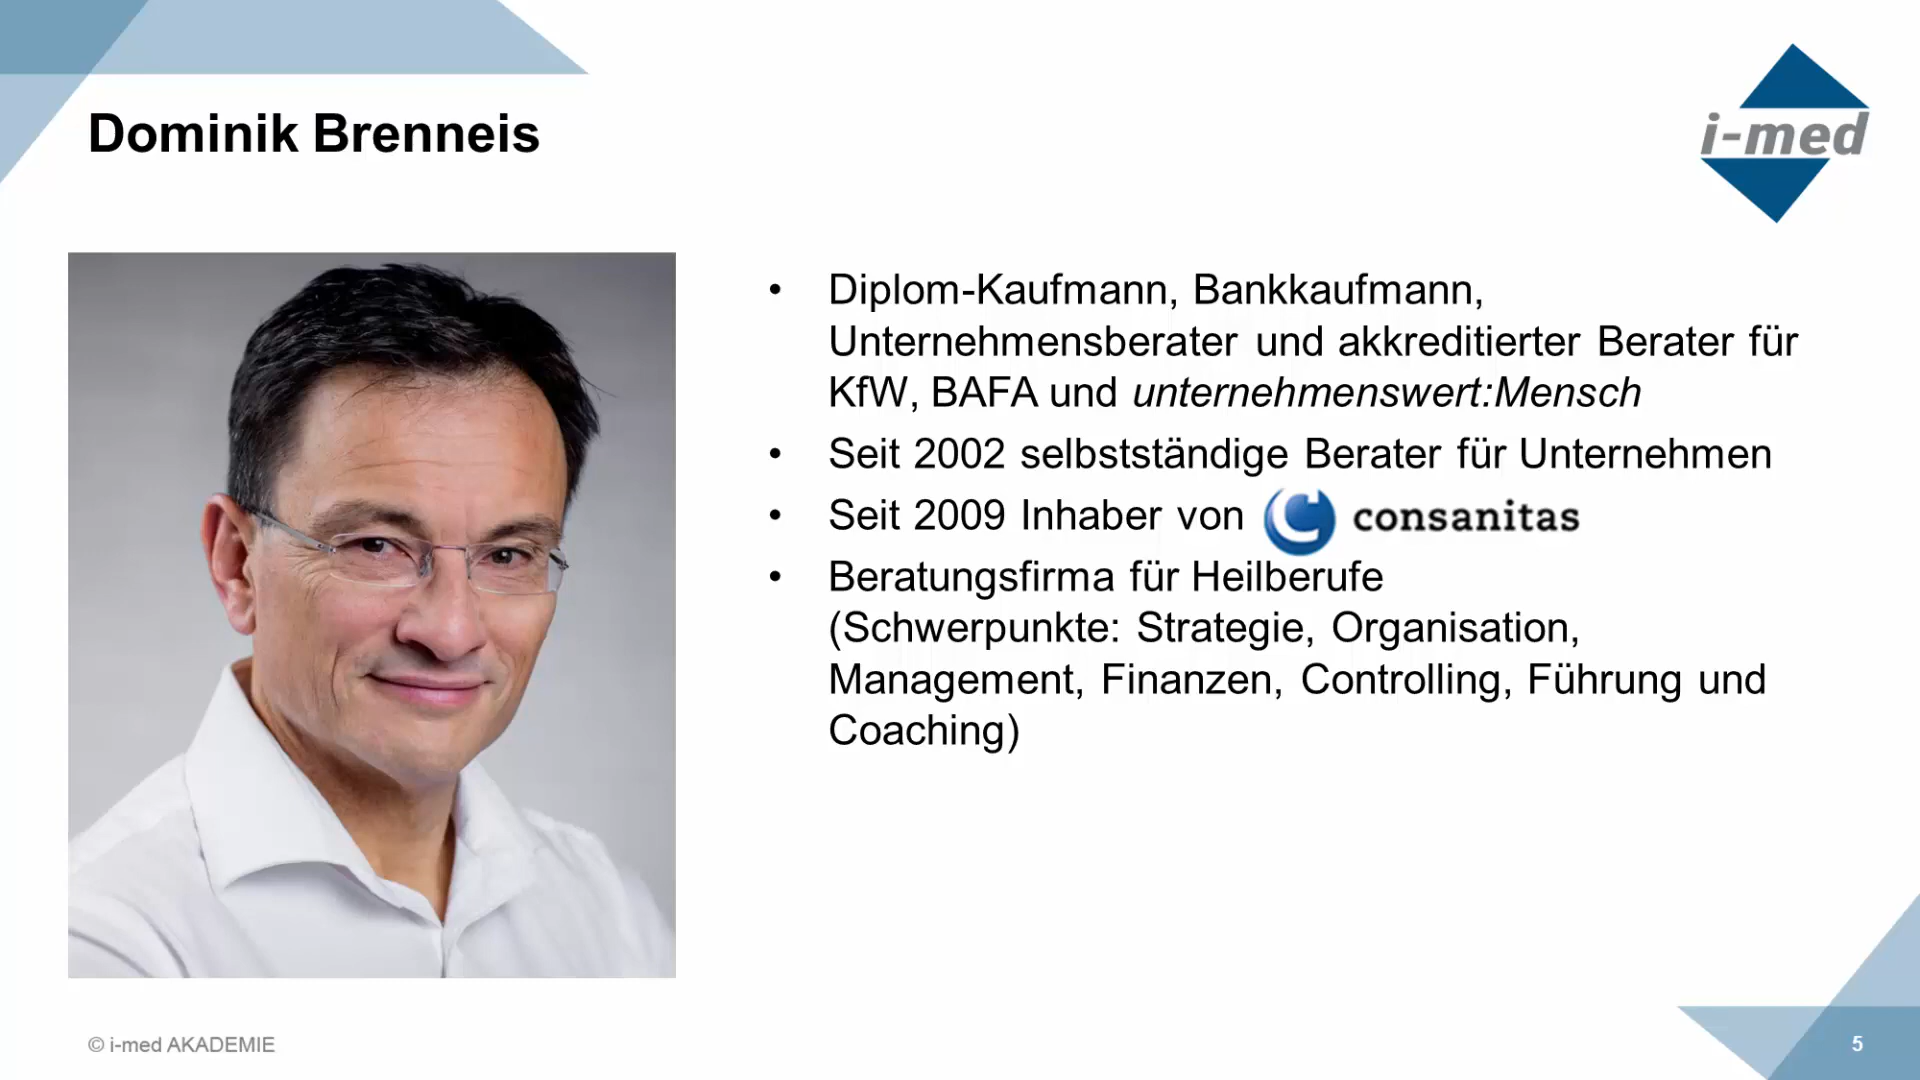 Dominik Brenneis
i-med
• Diplom-Kaufmann, Bankkaufmann,
Unternehmensberater und akkreditierter Berater für
KfW, BAFA und unternehmenswert:Mensch
• Seit 2002 selbstständige Berater für Unternehmen
• Seit 2009 Inhaber von consanitas
• Beratungsfirma für Heilberufe
(Schwerpunkte: Strategie, Organisation,
Management, Finanzen, Controlling, Führung und
Coaching)
© i-med AKADEMIE
5